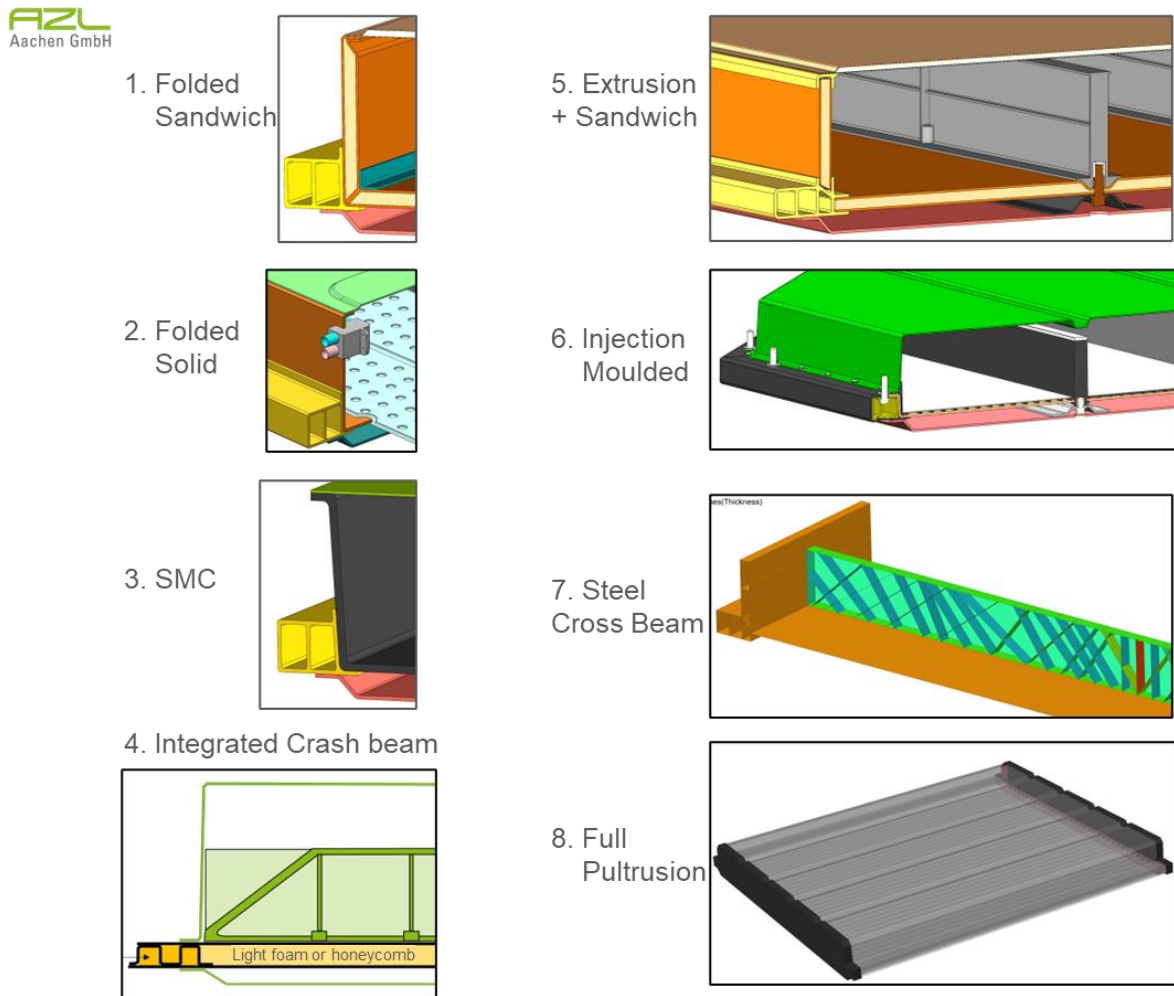 AZL
Aachen GmbH
1. Folded
Sandwich
2. Folded
Solid
3. SMC
4. Integrated Crash beam
Light foam or honeycomb
5. Extrusion
+ Sandwich
6. Injection
Moulded
7. Steel
Cross Beam
(Thickness)
8. Full
Pultrusion